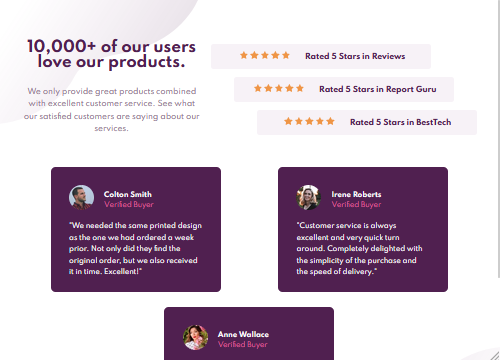 10,000+ of our users
love our products.
We only provide great products combined
with excellent customer service. See what
our satisfied customers are saying about our
services.
Rated 5 Stars in Reviews
Rated 5 Stars in Report Guru
Rated 5 Stars in BestTech
Colton Smith
Verified Buyer
"We needed the same printed design
as the one we had ordered a week
prior. Not only did they find the
original order, but we also received
it in time. Excellent!"
Irene Roberts
Verified Buyer
"Customer service is always
excellent and very quick turn
around. Completely delighted with
the simplicity of the purchase and
the speed of delivery."
Anne Wallace
Verified Buyer